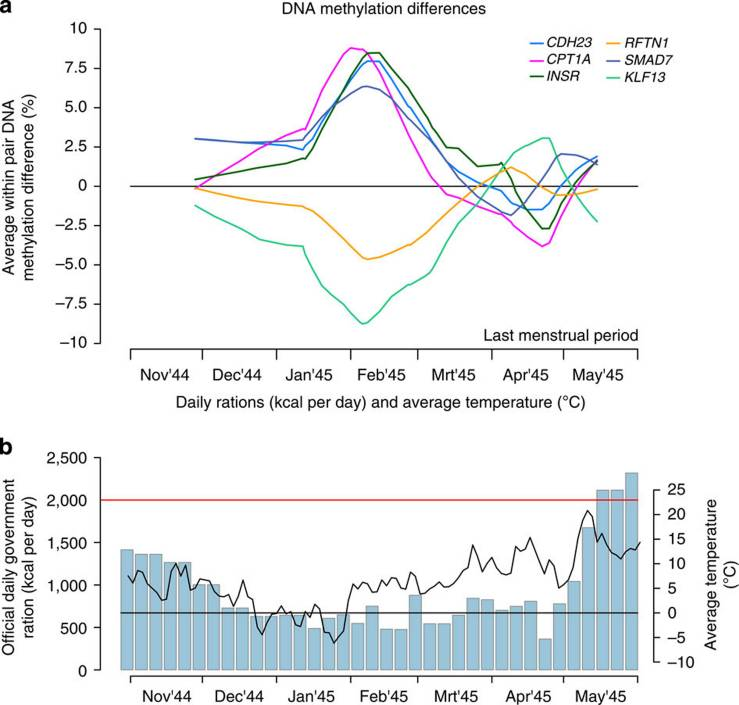 a
DNA methylation differences
Average within pair DNA
methylation difference (%)
10
7.5
5.0
2.5
0
−2.5
−5.0
−7.5
−10
CDH23
CPT1A
INSR
RFTN1
SMAD7
KLF13
Last menstrual period
Nov'44 Dec'44 Jan'45 Feb'45 Mrt'45 Apr'45 May'45
Daily rations (kcal per day) and average temperature (°C)
b
Official daily government
ration (kcal per day)
2,500
2,000
1,500
1,000
500
0
25
20
15
10
5
0
−5
−10
Average temperature
(°C)
Nov'44 Dec'44 Jan'45 Feb'45 Mrt'45 Apr'45 May'45